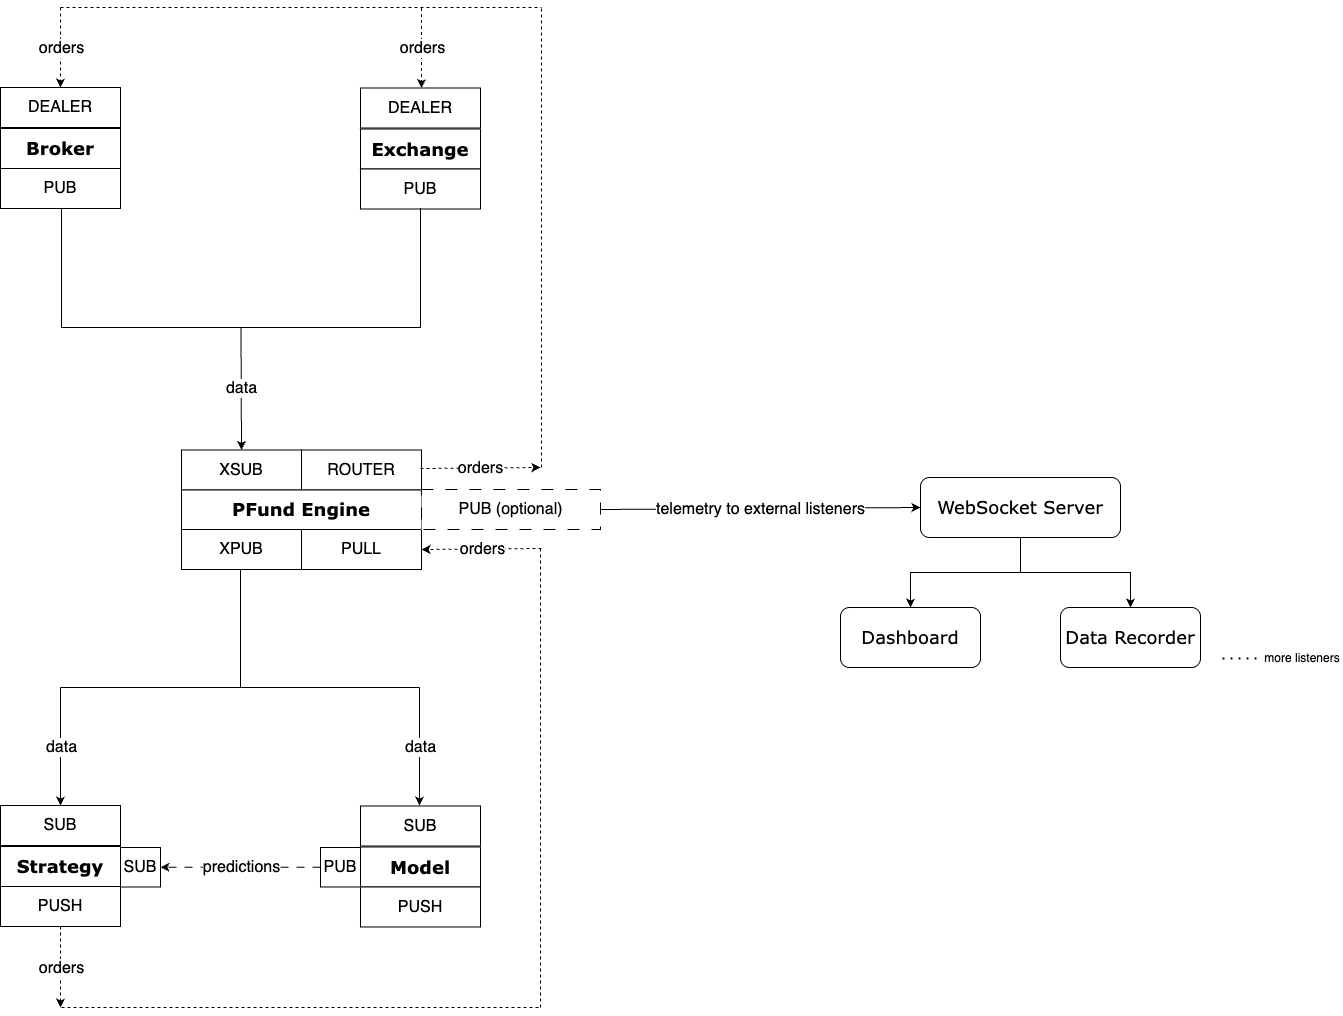 orders
orders
DEALER
Broker
PUB
DEALER
Exchange
PUB
data
XSUB
ROUTER
orders
PFund Engine
PUB (optional)
telemetry to external listeners
WebSocket Server
XPUB
PULL
orders
Dashboard
Data Recorder
more listeners
data
data
SUB
Strategy
SUB
predictions
PUB
SUB
Model
PUSH
PUSH
orders